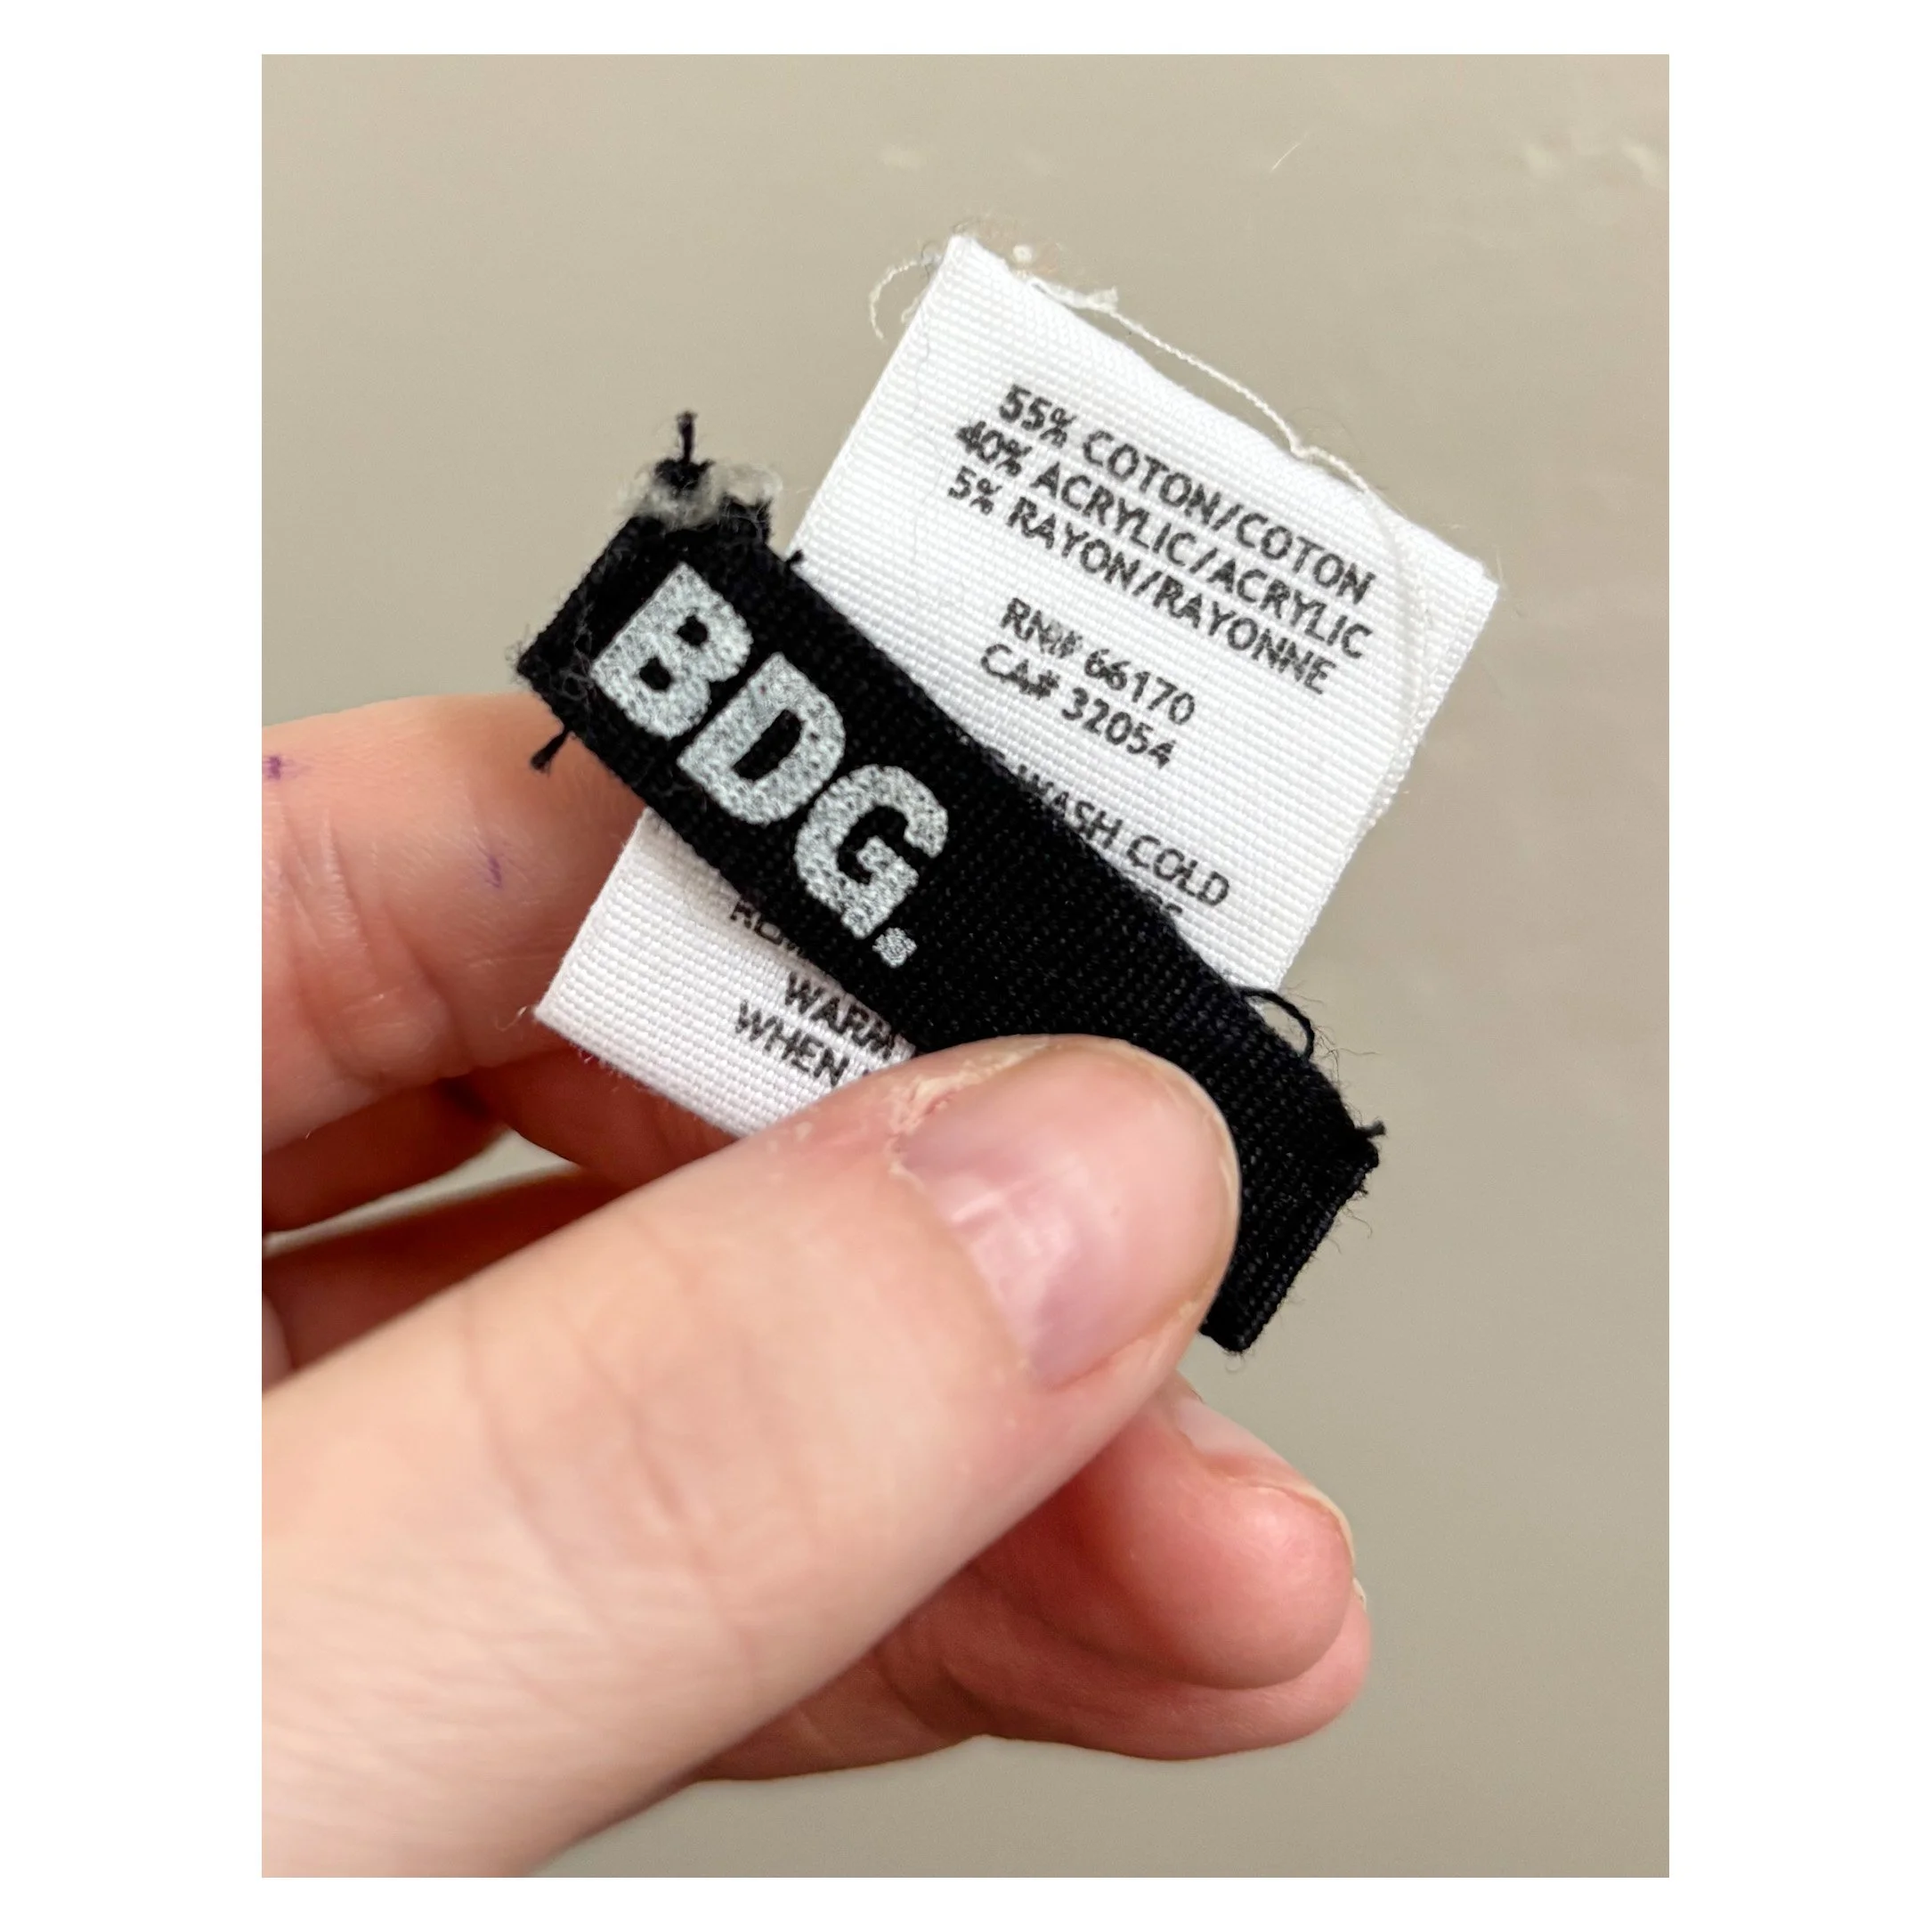 55% COTON/COTON
40% ACRYLIC/ACRYLIC
5% RAYON/RAYONNE
RN# 66170
CA# 32054
WASH COLD
BDG.
WARM
WHEN